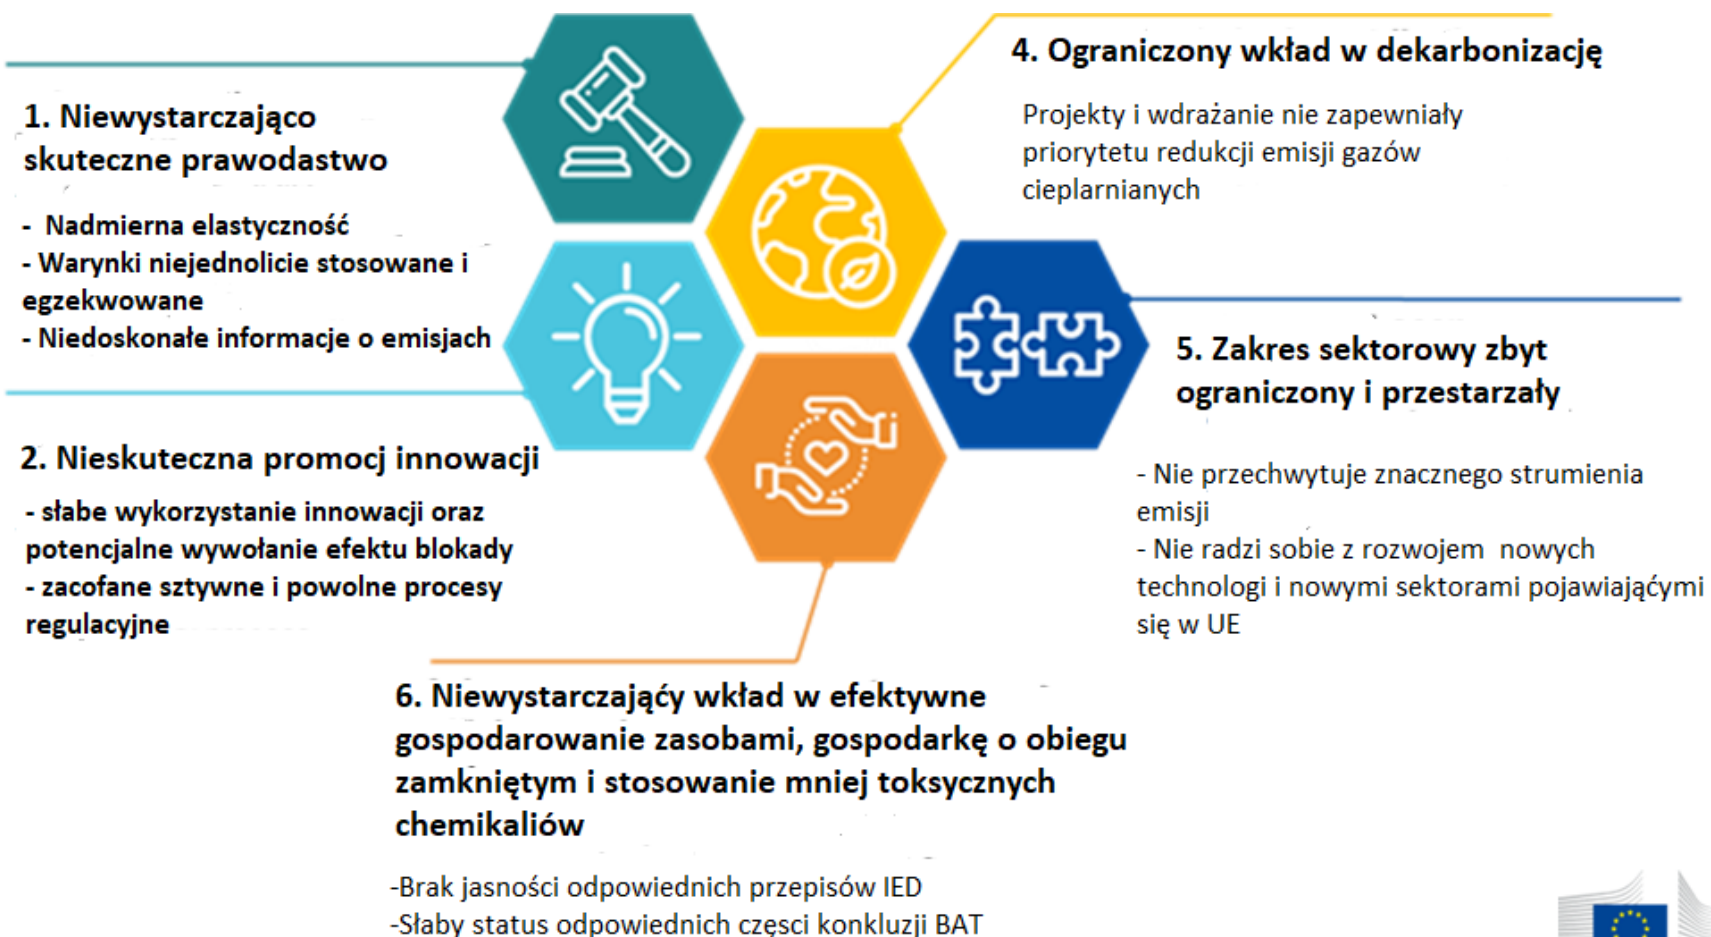 1. Niewystarczająco
skuteczne prawodastwo
- Nadmierna elastyczność
- Warynki niejednolicie stosowane i
egzekwowane
- Niedoskonałe informacje o emisjach
2. Nieskuteczna promocj innowacji
- słabe wykorzystanie innowacji oraz
potencjalne wywołanie efektu blokady
- zacofane sztywne i powolne procesy
regulacyjne
4. Ograniczony wkład w dekarbonizację
Projekty i wdrażanie nie zapewniały
priorytetu redukcji emisji gazów
cieplarnianych
5. Zakres sektorowy zbyt
ograniczony i przestarzały
- Nie przechwytuje znacznego strumienia
emisji
- Nie radzi sobie z rozwojem nowych
technologi i nowymi sektorami pojawiająćymi
się w UE
6. Niewystarczająćy wkład w efektywne
gospodarowanie zasobami, gospodarkę o obiegu
zamkniętym i stosowanie mniej toksycznych
chemikaliów
-Brak jasności odpowiednich przepisów IED
-Słaby status odpowiednich częsci konkluzji BAT